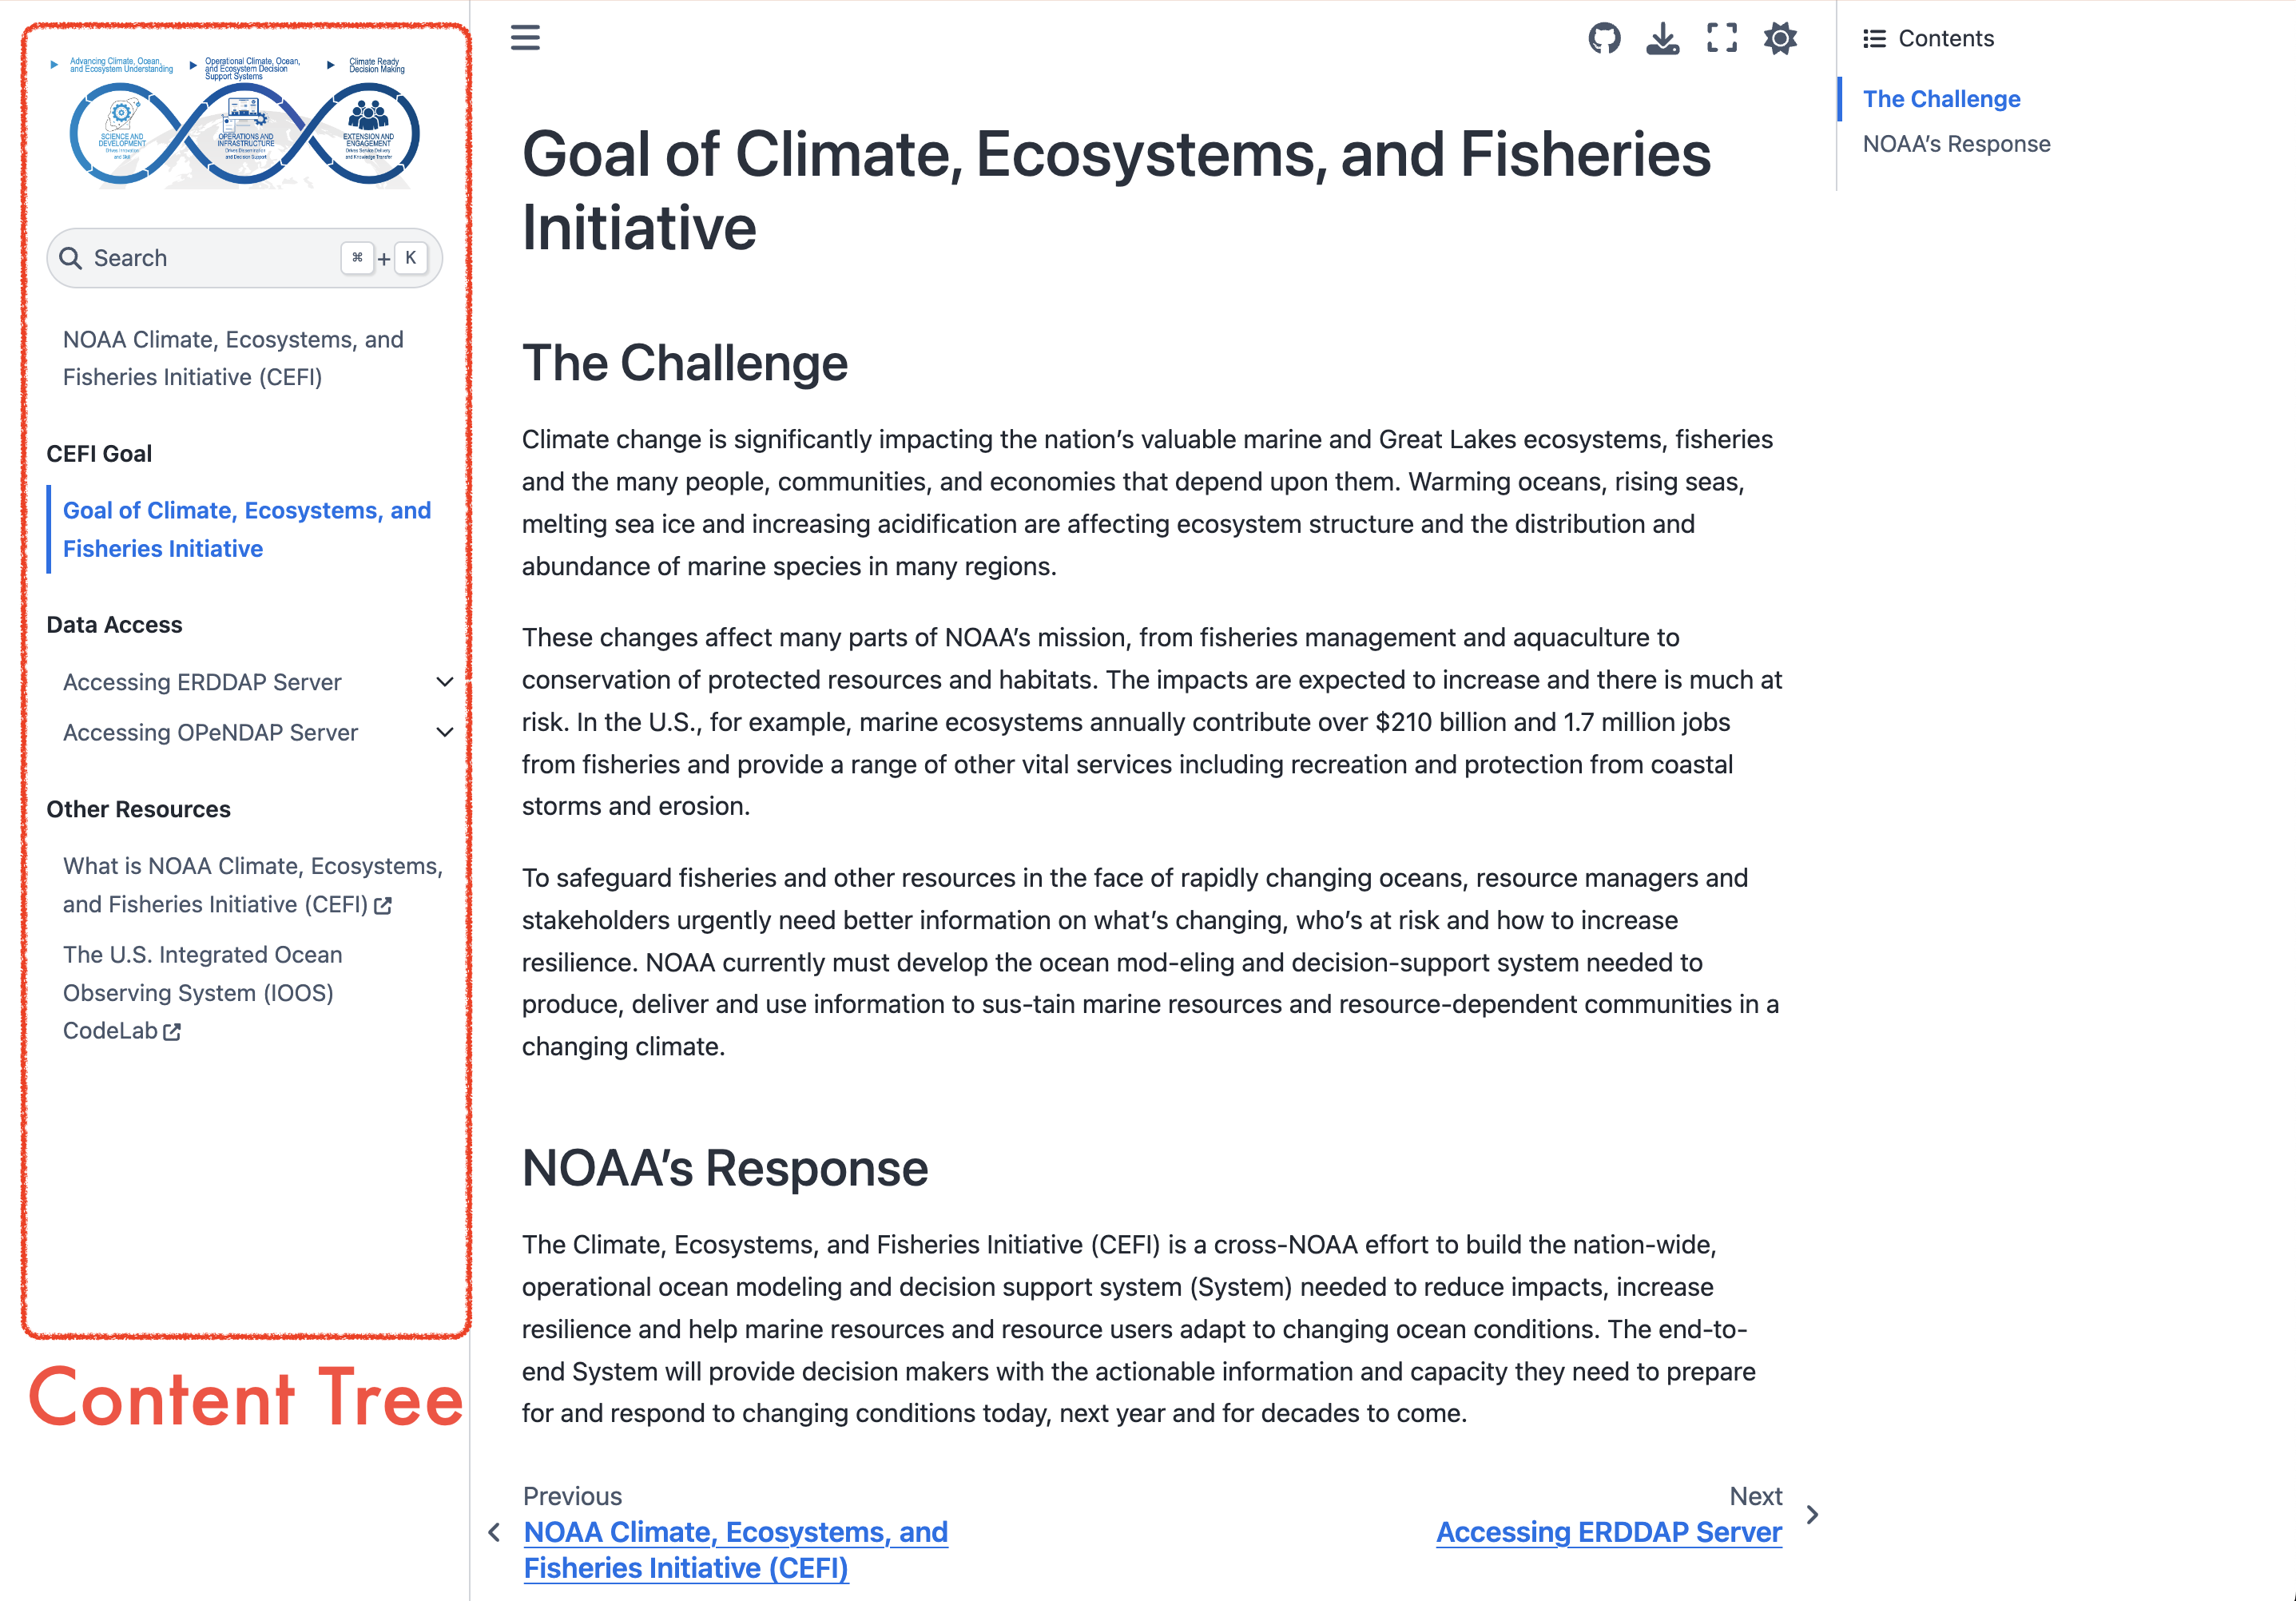 Advancing Climate, Ocean,
and Ecosystem Understanding
Operational Climate, Ocean,
and Ecosystem Decision
Support Systems
Climate Ready
Decision Making
SCIENCE AND
DEVELOPMENT
Drives Innovation
and Skill
OPERATIONS AND
INFRASTRUCTURE
Drives Dissemination
and Decision Support
EXTENSION AND
ENGAGEMENT
Drives Service Delivery
and Knowledge Transfer
Search
⌘ + K
NOAA Climate, Ecosystems, and
Fisheries Initiative (CEFI)
CEFI Goal
Goal of Climate, Ecosystems, and
Fisheries Initiative
Data Access
Accessing ERDDAP Server
Accessing OPeNDAP Server
Other Resources
What is NOAA Climate, Ecosystems,
and Fisheries Initiative (CEFI)
The U.S. Integrated Ocean
Observing System (IOOS)
CodeLab
Content Tree
Goal of Climate, Ecosystems, and Fisheries
Initiative
The Challenge
Climate change is significantly impacting the nation’s valuable marine and Great Lakes ecosystems, fisheries
and the many people, communities, and economies that depend upon them. Warming oceans, rising seas,
melting sea ice and increasing acidification are affecting ecosystem structure and the distribution and
abundance of marine species in many regions.
These changes affect many parts of NOAA’s mission, from fisheries management and aquaculture to
conservation of protected resources and habitats. The impacts are expected to increase and there is much at
risk. In the U.S., for example, marine ecosystems annually contribute over $210 billion and 1.7 million jobs
from fisheries and provide a range of other vital services including recreation and protection from coastal
storms and erosion.
To safeguard fisheries and other resources in the face of rapidly changing oceans, resource managers and
stakeholders urgently need better information on what’s changing, who’s at risk and how to increase
resilience. NOAA currently must develop the ocean mod-eling and decision-support system needed to
produce, deliver and use information to sus-tain marine resources and resource-dependent communities in a
changing climate.
NOAA’s Response
The Climate, Ecosystems, and Fisheries Initiative (CEFI) is a cross-NOAA effort to build the nation-wide,
operational ocean modeling and decision support system (System) needed to reduce impacts, increase
resilience and help marine resources and resource users adapt to changing ocean conditions. The end-to-
end System will provide decision makers with the actionable information and capacity they need to prepare
for and respond to changing conditions today, next year and for decades to come.
Previous
NOAA Climate, Ecosystems, and
Fisheries Initiative (CEFI)
Next
Accessing ERDDAP Server
Contents
The Challenge
NOAA’s Response